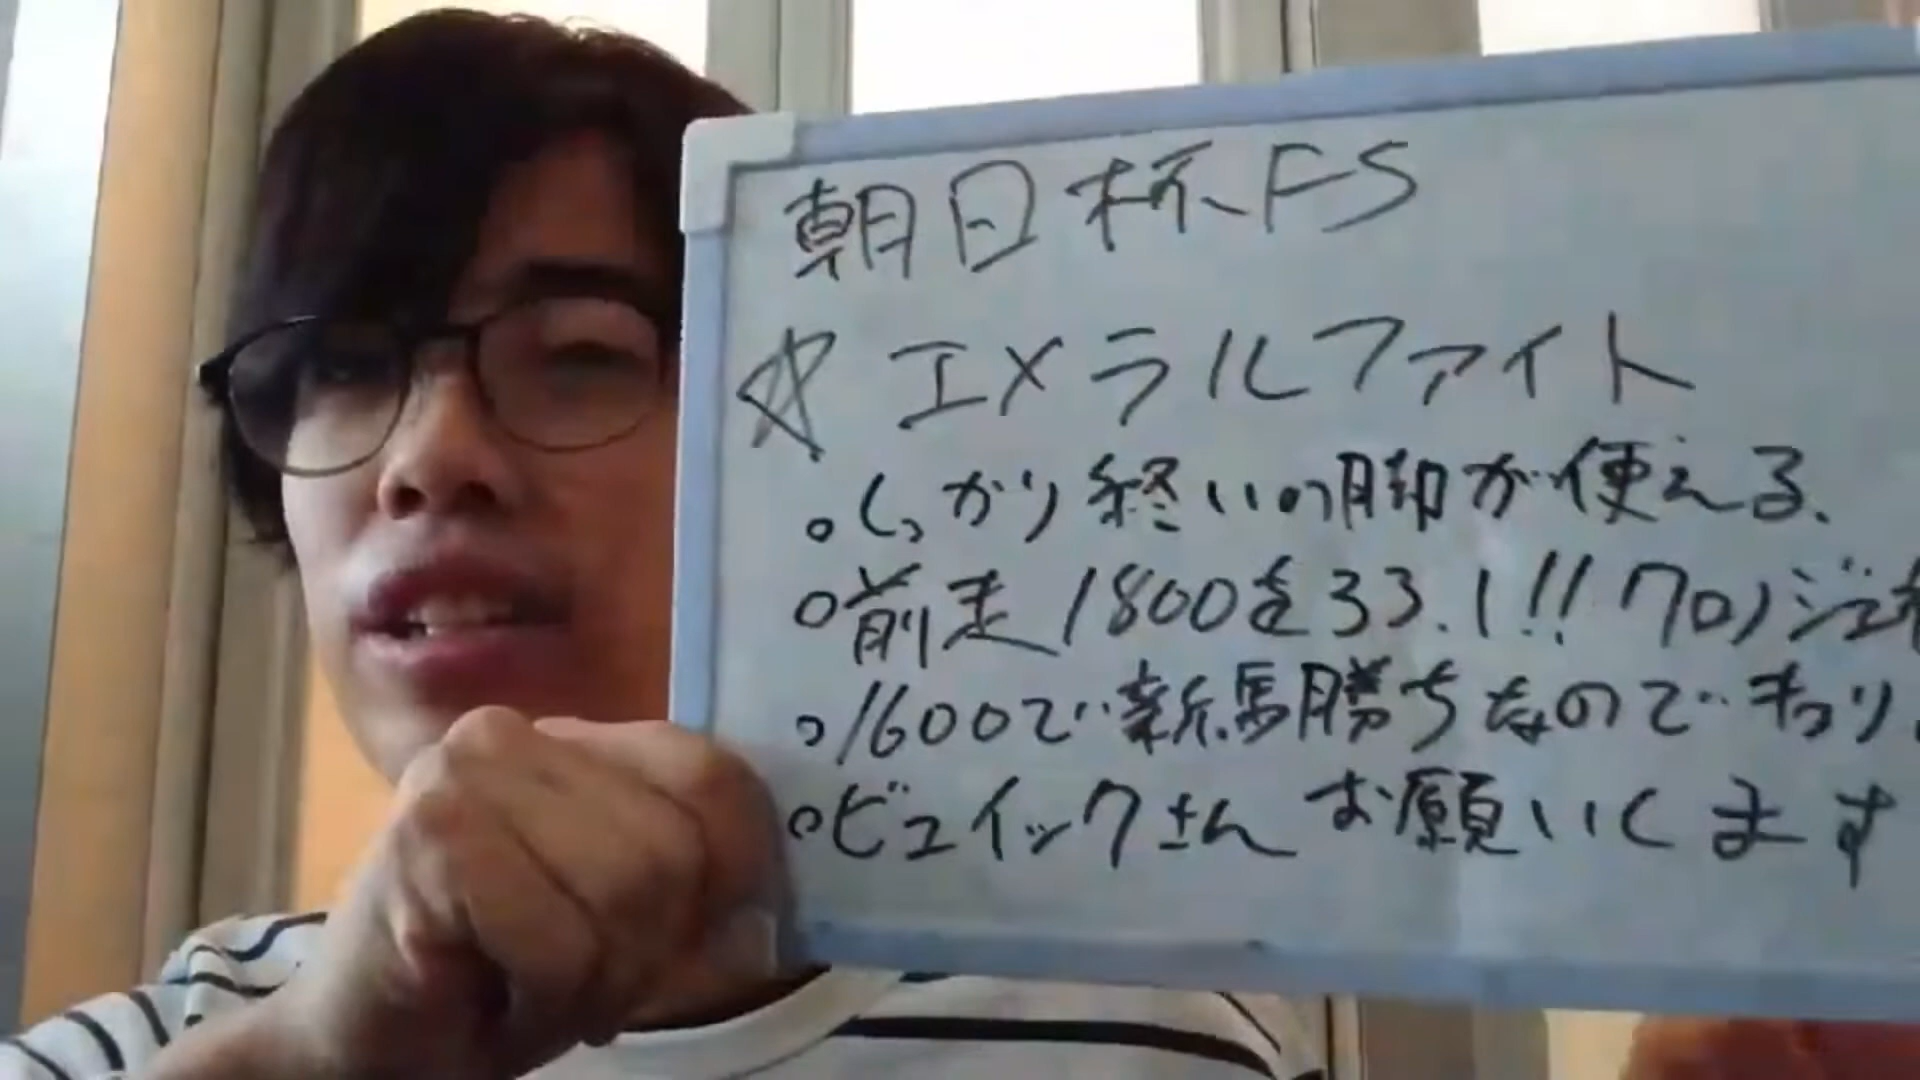 朝日杯FS
☆ エメラルファイト
。しっかり終いの脚が使える。
○前走1800を33.1!! クロノジェ
○1600で新馬勝ちなのできっり
○ビュイックさん お願いします